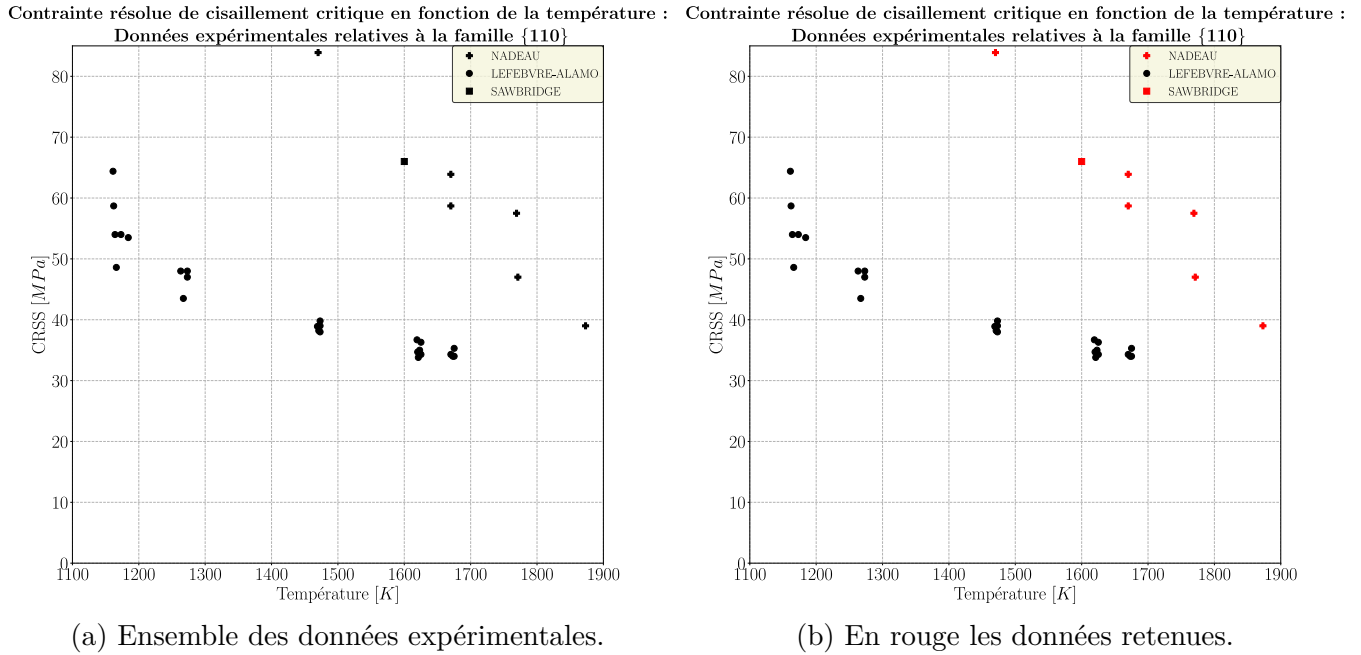 Contrainte résolue de cisaillement critique en fonction de la température :
Données expérimentales relatives à la famille {110}
NADEAU
LEFEBVRE-ALAMO
SAWBRIDGE
80
70
60
50
40
30
20
10
0
CRSS [MPa]
1100 1200 1300 1400 1500 1600 1700 1800 1900
Température [K]
(a) Ensemble des données expérimentales.
Contrainte résolue de cisaillement critique en fonction de la température :
Données expérimentales relatives à la famille {110}
NADEAU
LEFEBVRE-ALAMO
SAWBRIDGE
80
70
60
50
40
30
20
10
0
CRSS [MPa]
1100 1200 1300 1400 1500 1600 1700 1800 1900
Température [K]
(b) En rouge les données retenues.